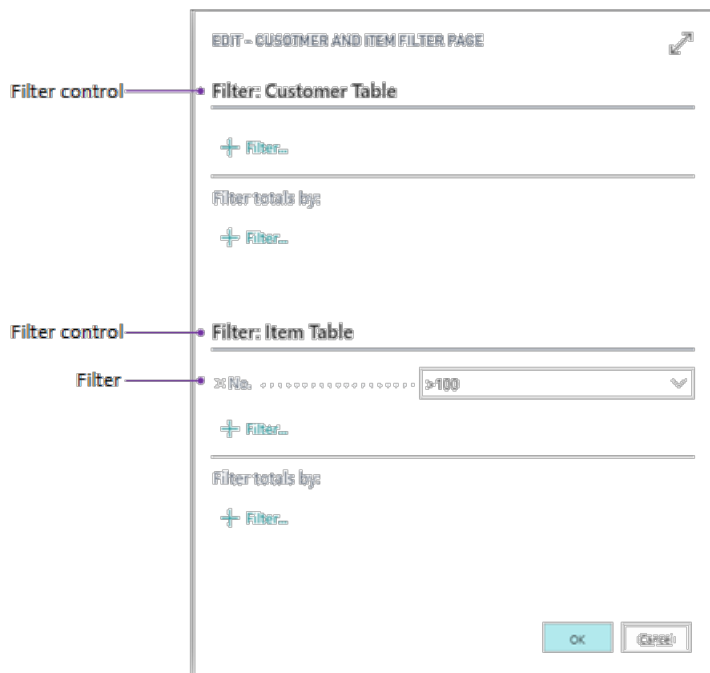 EDIT – CUSOTMER AND ITEM FILTER PAGE
Filter control
Filter: Customer Table
+ Filter...
Filter totals by:
+ Filter...
Filter control
Filter: Item Table
Filter
× No. >100
+ Filter...
Filter totals by:
+ Filter...
OK Cancel